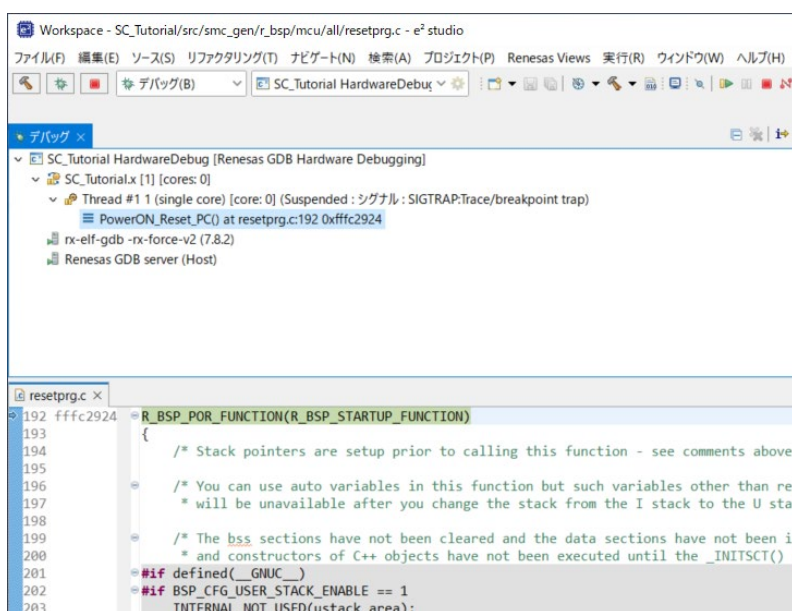 Workspace - SC_Tutorial/src/smc_gen/r_bsp/mcu/all/resetprg.c - e² studio
ファイル(F) 編集(E) ソース(S) リファクタリング(T) ナビゲート(N) 検索(A) プロジェクト(P) Renesas Views 実行(R) ウィンドウ(W) ヘルプ(H)
デバッグ(B) SC_Tutorial HardwareDebug
デバッグ
SC_Tutorial HardwareDebug [Renesas GDB Hardware Debugging]
SC_Tutorial.x [1] [cores: 0]
Thread #1 1 (single core) [core: 0] (Suspended : シグナル : SIGTRAP:Trace/breakpoint trap)
PowerON_Reset_PC() at resetprg.c:192 0xfffc2924
rx-elf-gdb -rx-force-v2 (7.8.2)
Renesas GDB server (Host)
resetprg.c
192 fffc2924 R_BSP_POR_FUNCTION(R_BSP_STARTUP_FUNCTION)
193 {
194 /* Stack pointers are setup prior to calling this function - see comments above
195
196 /* You can use auto variables in this function but such variables other than re
197 * will be unavailable after you change the stack from the I stack to the U sta
198
199 /* The bss sections have not been cleared and the data sections have not been i
200 * and constructors of C++ objects have not been executed until the _INITSCT()
201 #if defined(__GNUC__)
202 #if BSP_CFG_USER_STACK_ENABLE == 1
203 INTERNAL_NOT_USED(ustack_area);